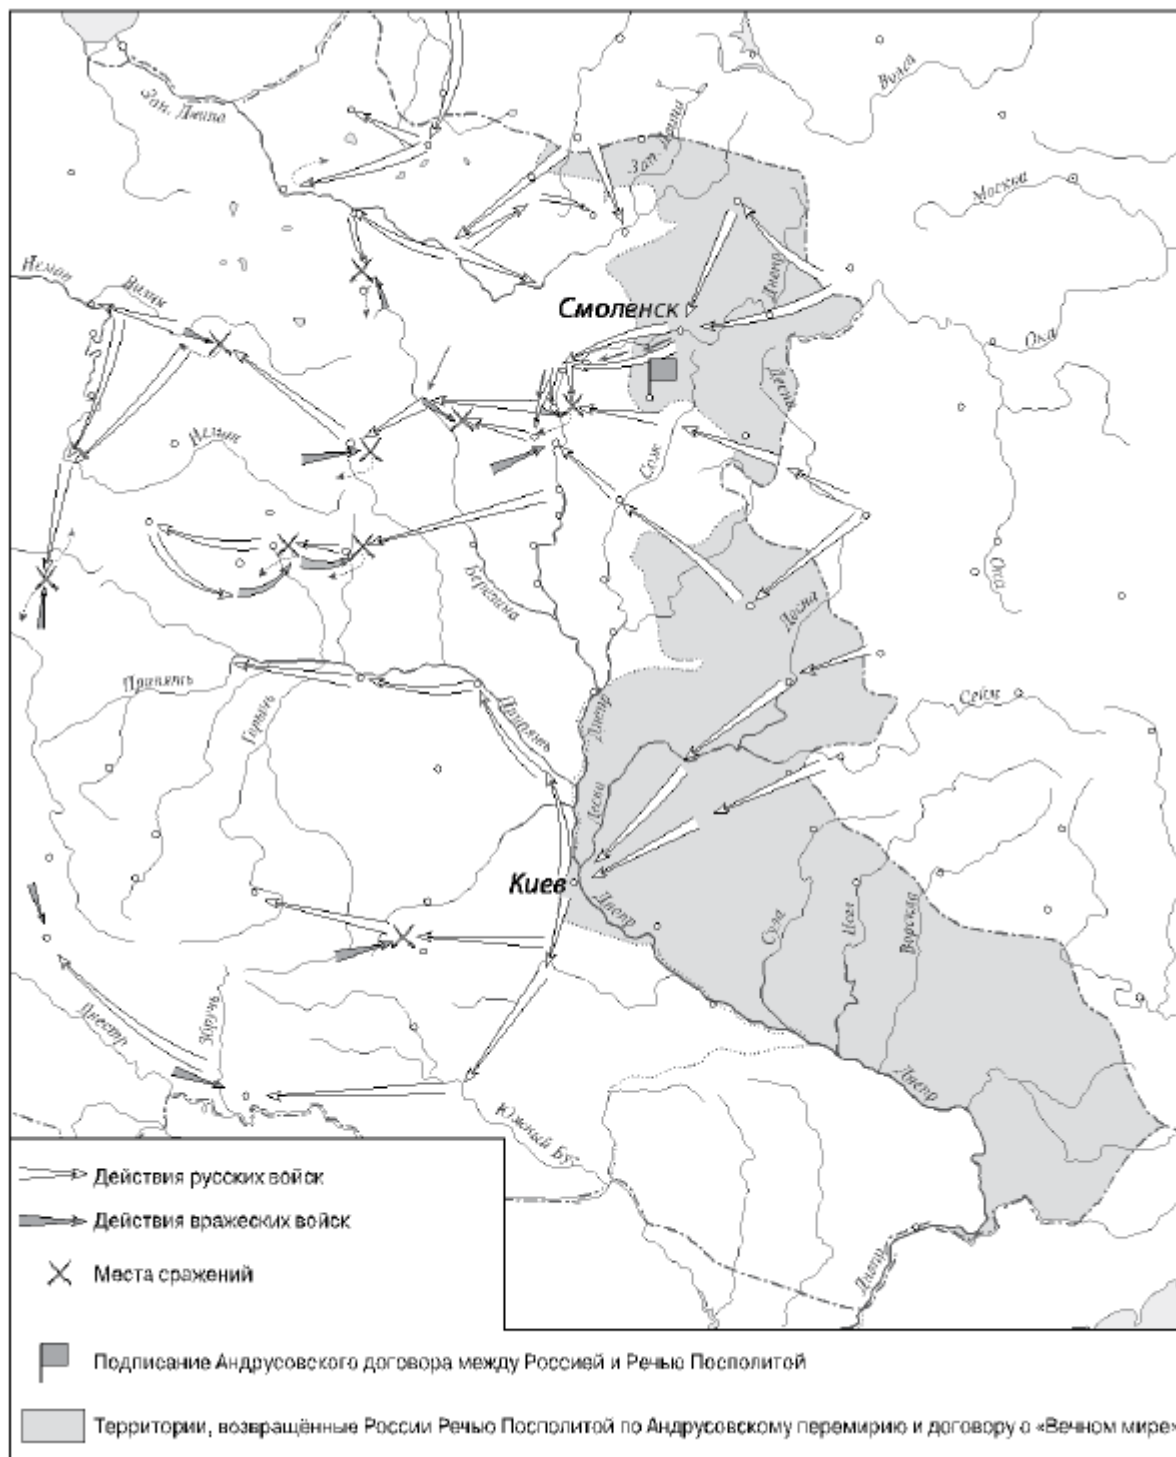 Волга
Зап. Двина
Зап. Двина
Москва
Неман
Вилия
Днепр
Смоленск
Ока
Десна
Неман
Сож
Ока
Березина
Десна
Припять
Горынь
Припять
Днепр
Сейм
Десна
Киев
Днепр
Сула
Псёл
Ворскла
Днестр
Збруч
Днепр
Южный Буг
Днепр
Действия русских войск
Действия вражеских войск
Места сражений
Подписание Андрусовского договора между Россией и Речью Посполитой
Территории, возвращённые России Речью Посполитой по Андрусовскому перемирию и договору о «Вечном мире»